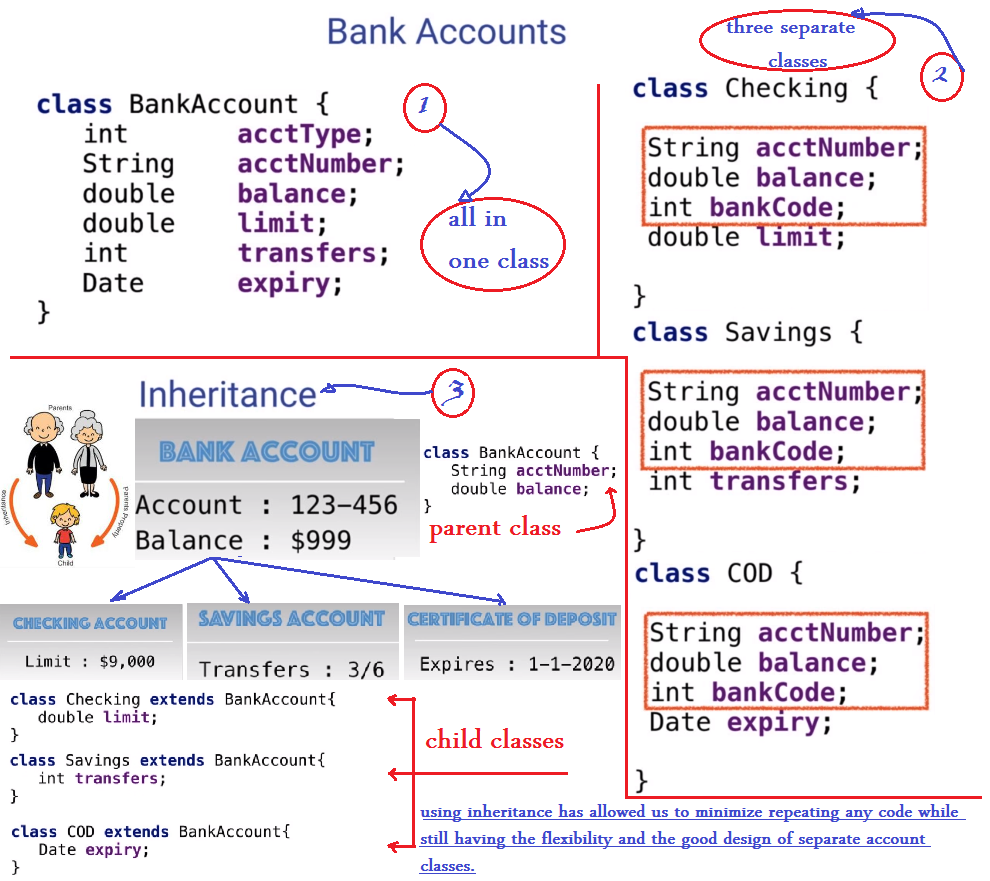 Bank Accounts
class BankAccount {
int acctType;
String acctNumber;
double balance;
double limit;
int transfers;
Date expiry;
}
1
all in
one class
three separate
classes
2
class Checking {
String acctNumber;
double balance;
int bankCode;
double limit;
}
class Savings {
String acctNumber;
double balance;
int bankCode;
int transfers;
}
class COD {
String acctNumber;
double balance;
int bankCode;
Date expiry;
}
Inheritance
3
Parents
Inheritance
Parents Property
Child
BANK ACCOUNT
Account : 123-456
Balance : $999
class BankAccount {
String acctNumber;
double balance;
}
parent class
CHECKING ACCOUNT
Limit : $9,000
SAVINGS ACCOUNT
Transfers : 3/6
CERTIFICATE OF DEPOSIT
Expires : 1-1-2020
class Checking extends BankAccount{
double limit;
}
class Savings extends BankAccount{
int transfers;
}
class COD extends BankAccount{
Date expiry;
}
child classes
using inheritance has allowed us to minimize repeating any code while
still having the flexibility and the good design of separate account
classes.